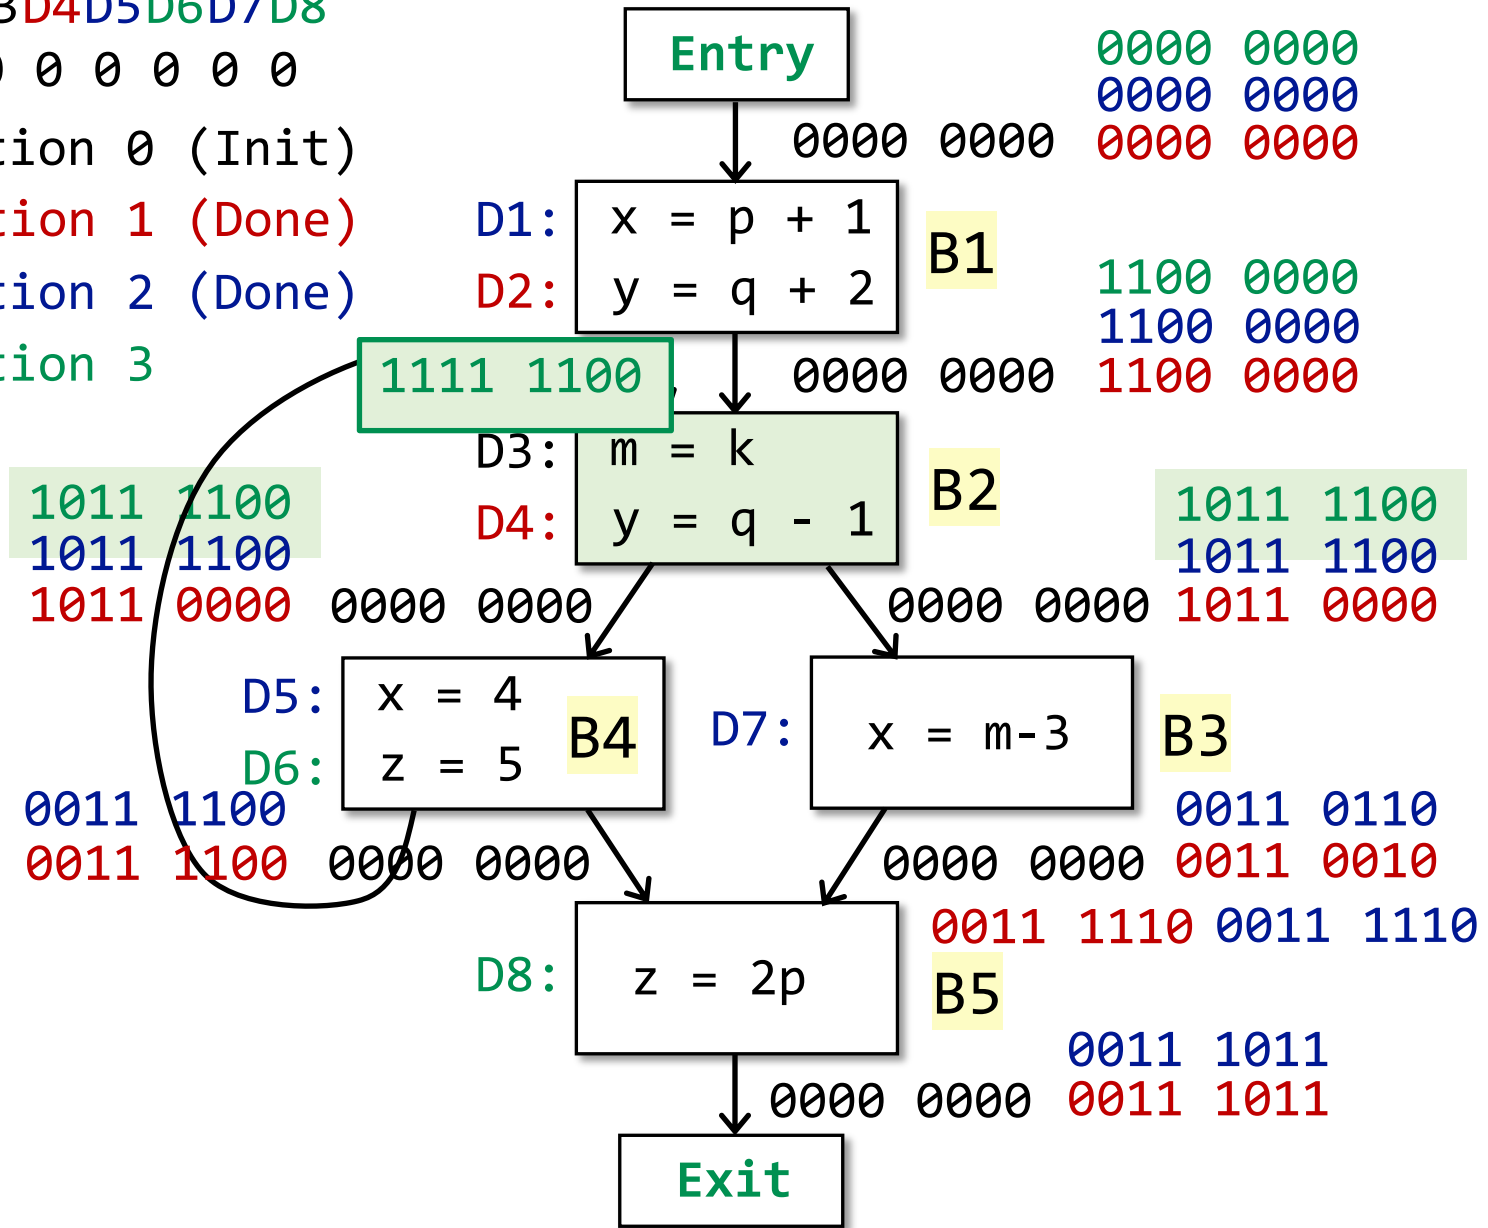 3D4D5D6D7D8
0 0 0 0 0
tion 0 (Init)
tion 1 (Done)
tion 2 (Done)
tion 3
Entry
0000 0000
0000 0000
0000 0000 0000 0000
D1: x = p + 1
D2: y = q + 2
B1
1100 0000
1100 0000
0000 0000 1100 0000
1111 1100
D3: m = k
D4: y = q - 1
B2
1011 1100
1011 1100
1011 0000 0000 0000
1011 1100
1011 1100
0000 0000 1011 0000
D5: x = 4
D6: z = 5
B4
D7: x = m-3
B3
0011 1100
0011 1100 0000 0000
0011 0110
0000 0000 0011 0010
0011 1110 0011 1110
D8: z = 2p
B5
0011 1011
0000 0000 0011 1011
Exit